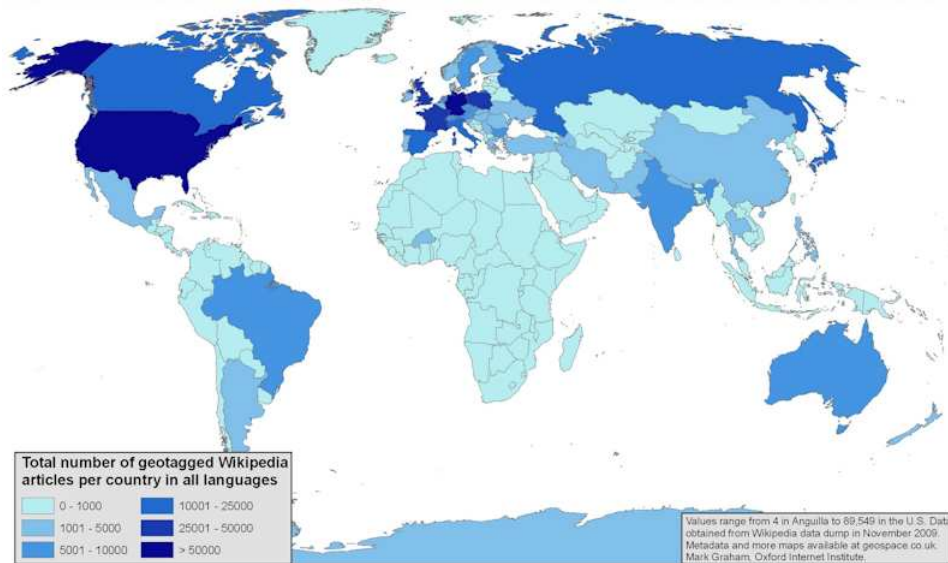 Total number of geotagged Wikipedia
articles per country in all languages
0 - 1000
1001 - 5000
5001 - 10000
10001 - 25000
25001 - 50000
> 50000
Values range from 4 in Anguilla to 89,549 in the U.S. Data
obtained from Wikipedia data dump in November 2009.
Metadata and more maps available at geospace.co.uk.
Mark Graham, Oxford Internet Institute.